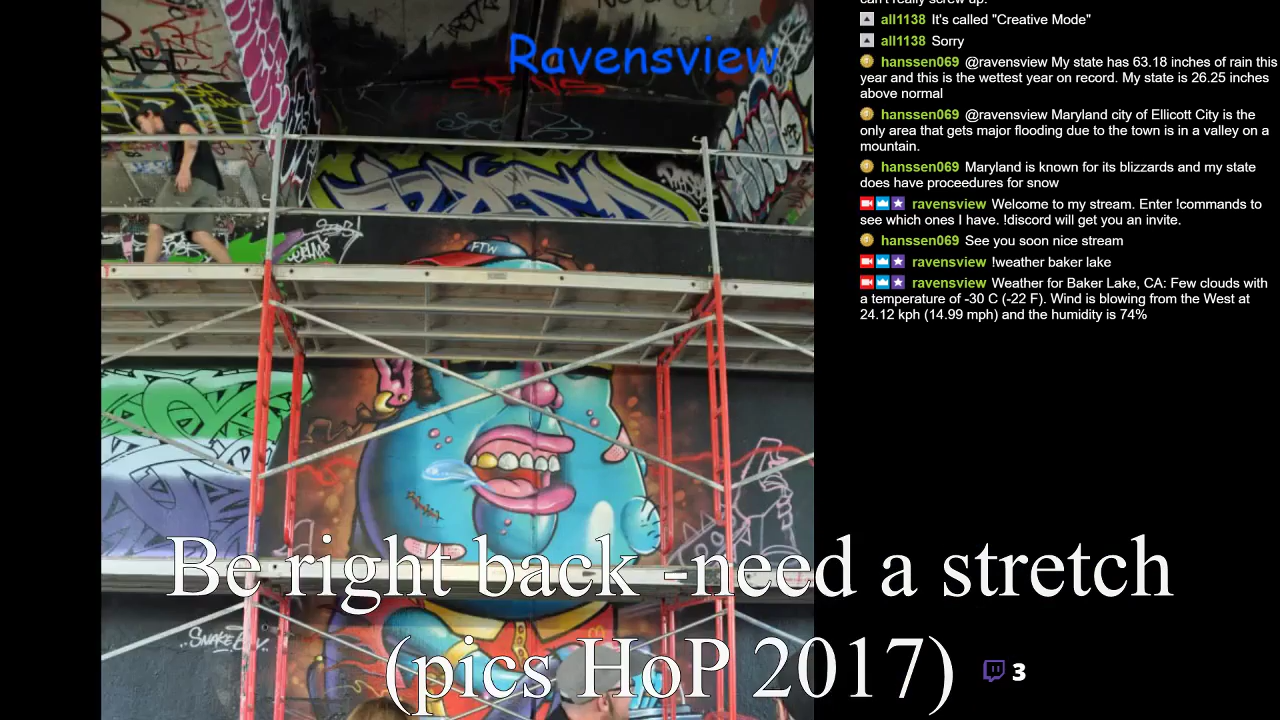 can't really screw up.
all1138 It's called "Creative Mode"
all1138 Sorry
hanssen069 @ravensview My state has 63.18 inches of rain this
year and this is the wettest year on record. My state is 26.25 inches
above normal
hanssen069 @ravensview Maryland city of Ellicott City is the
only area that gets major flooding due to the town is in a valley on a
mountain.
hanssen069 Maryland is known for its blizzards and my state
does have proceedures for snow
ravensview Welcome to my stream. Enter !commands to
see which ones I have. !discord will get you an invite.
hanssen069 See you soon nice stream
ravensview !weather baker lake
ravensview Weather for Baker Lake, CA: Few clouds with
a temperature of -30 C (-22 F). Wind is blowing from the West at
24.12 kph (14.99 mph) and the humidity is 74%
Ravensview
FTW
SNAKE BOY
Be right back -need a stretch
(pics HoP 2017)
3